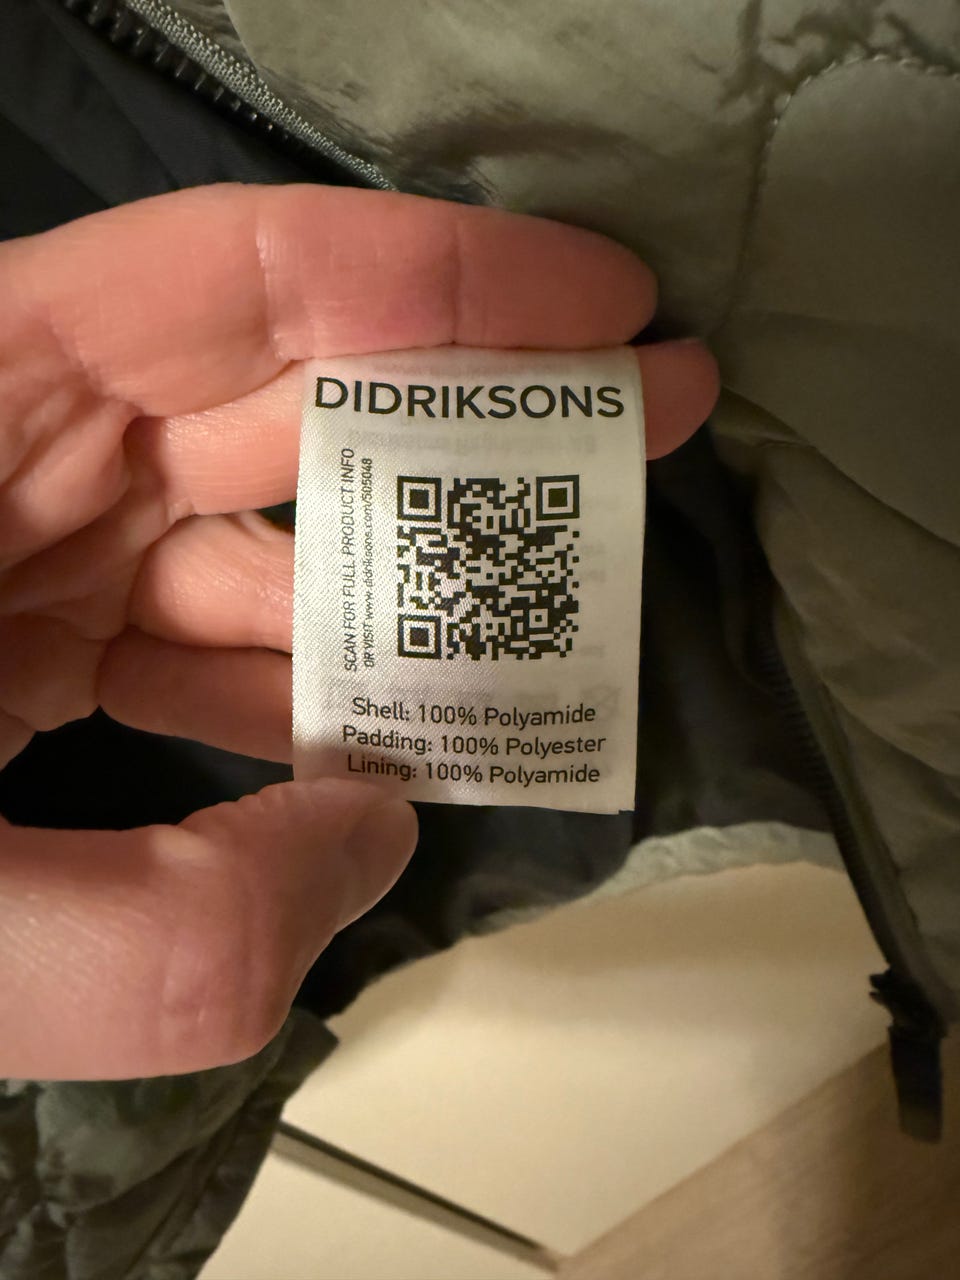 DIDRIKSONS
SCAN FOR FULL PRODUCT INFO
OR VISIT www.didriksons.com/505048
Shell: 100% Polyamide
Padding: 100% Polyester
Lining: 100% Polyamide